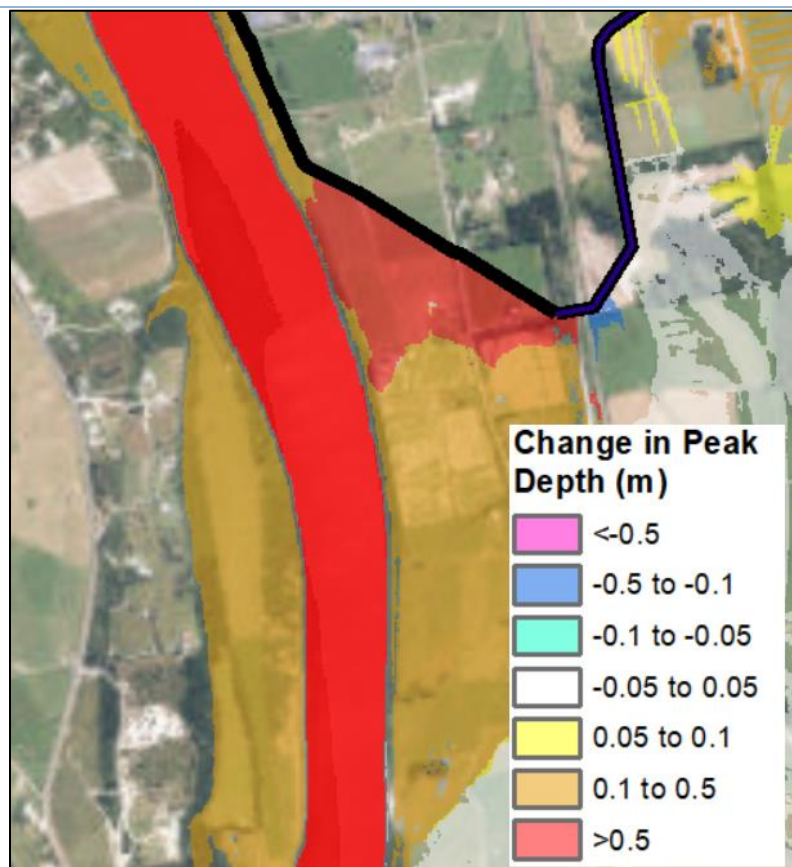 Change in Peak
Depth (m)
<-0.5
-0.5 to -0.1
-0.1 to -0.05
-0.05 to 0.05
0.05 to 0.1
0.1 to 0.5
>0.5